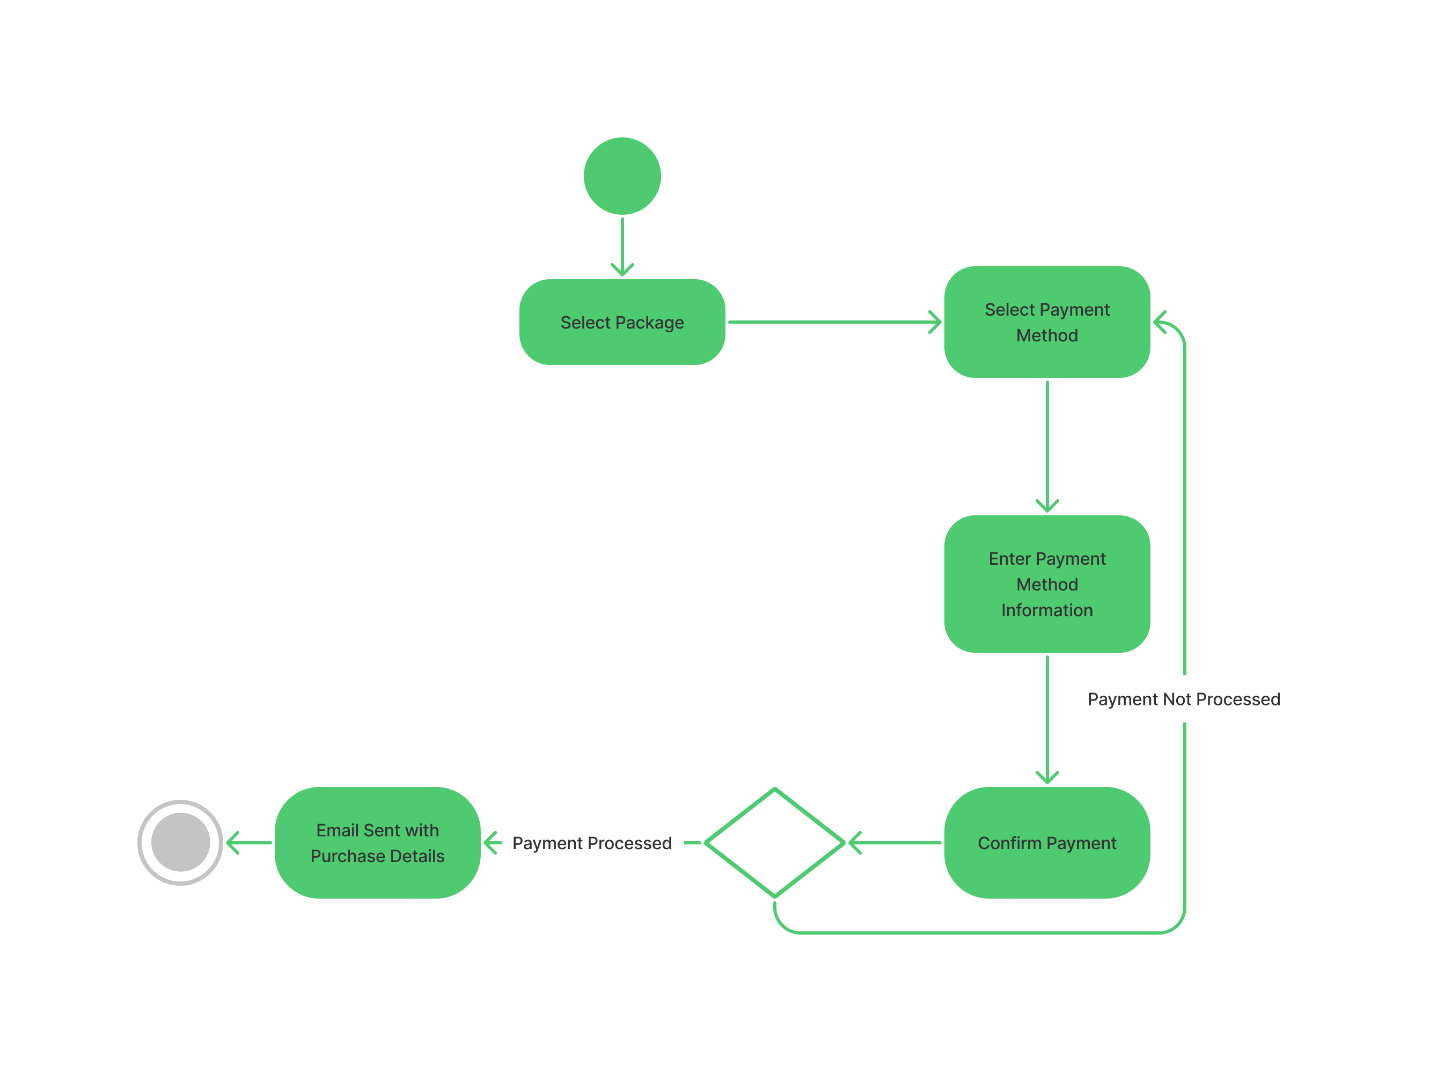 Select Package
Select Payment
Method
Enter Payment
Method
Information
Payment Not Processed
Confirm Payment
Payment Processed
Email Sent with
Purchase Details